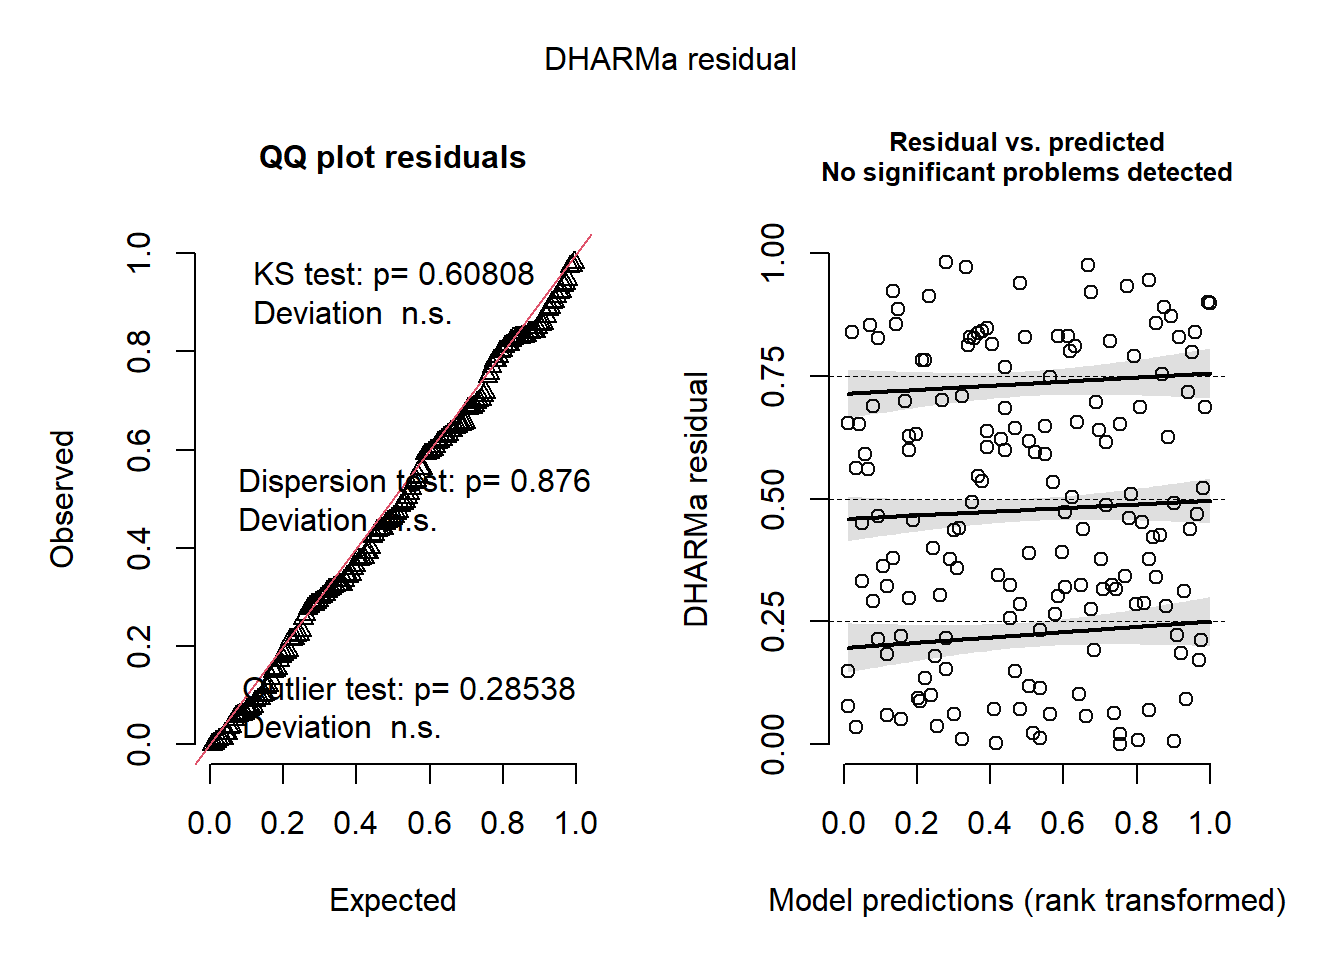 DHARMa residual
QQ plot residuals
KS test: p= 0.60808
Deviation  n.s.
Dispersion test: p= 0.876
Deviation n.s.
Outlier test: p= 0.28538
Deviation  n.s.
Observed
0.0 0.2 0.4 0.6 0.8 1.0
0.0 0.2 0.4 0.6 0.8 1.0
Expected
Residual vs. predicted
No significant problems detected
DHARMa residual
0.00 0.25 0.50 0.75 1.00
0.0 0.2 0.4 0.6 0.8 1.0
Model predictions (rank transformed)